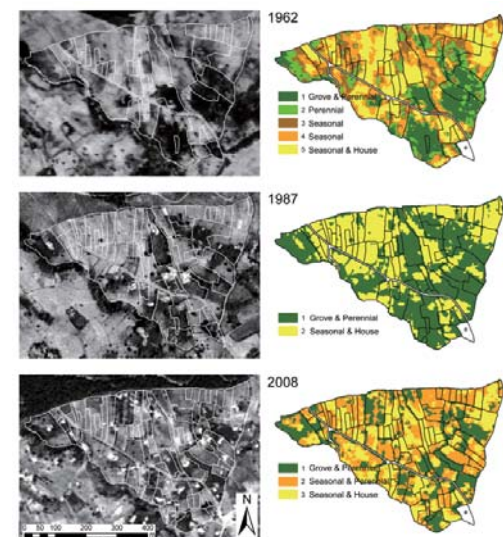 1962
1 Grove & Perennial
2 Perennial
3 Seasonal
4 Seasonal
5 Seasonal & House
1987
1 Grove & Perennial
2 Seasonal & House
2008
1 Grove & Perennial
2 Seasonal & Perennial
3 Seasonal & House
N
0 50 100 200 300 400